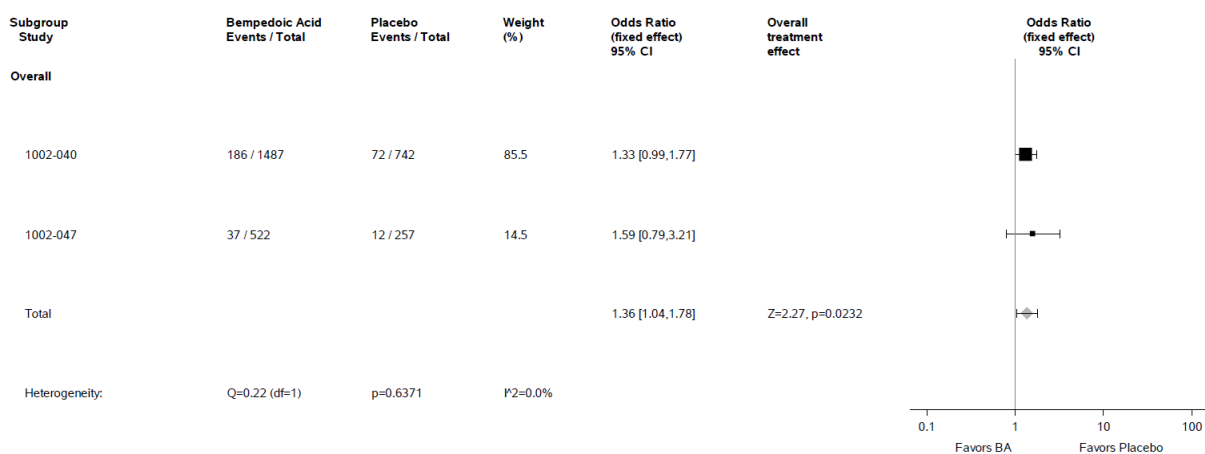 Subgroup Study Bempedoic Acid Events / Total Placebo Events / Total Weight (%) Odds Ratio (fixed effect) 95% CI Overall treatment effect Odds Ratio (fixed effect) 95% CI
Overall
1002-040 186 / 1487 72 / 742 85.5 1.33 [0.99,1.77]
1002-047 37 / 522 12 / 257 14.5 1.59 [0.79,3.21]
Total 1.36 [1.04,1.78] Z=2.27, p=0.0232
Heterogeneity: Q=0.22 (df=1) p=0.6371 I^2=0.0%
0.1 1 10 100
Favors BA Favors Placebo